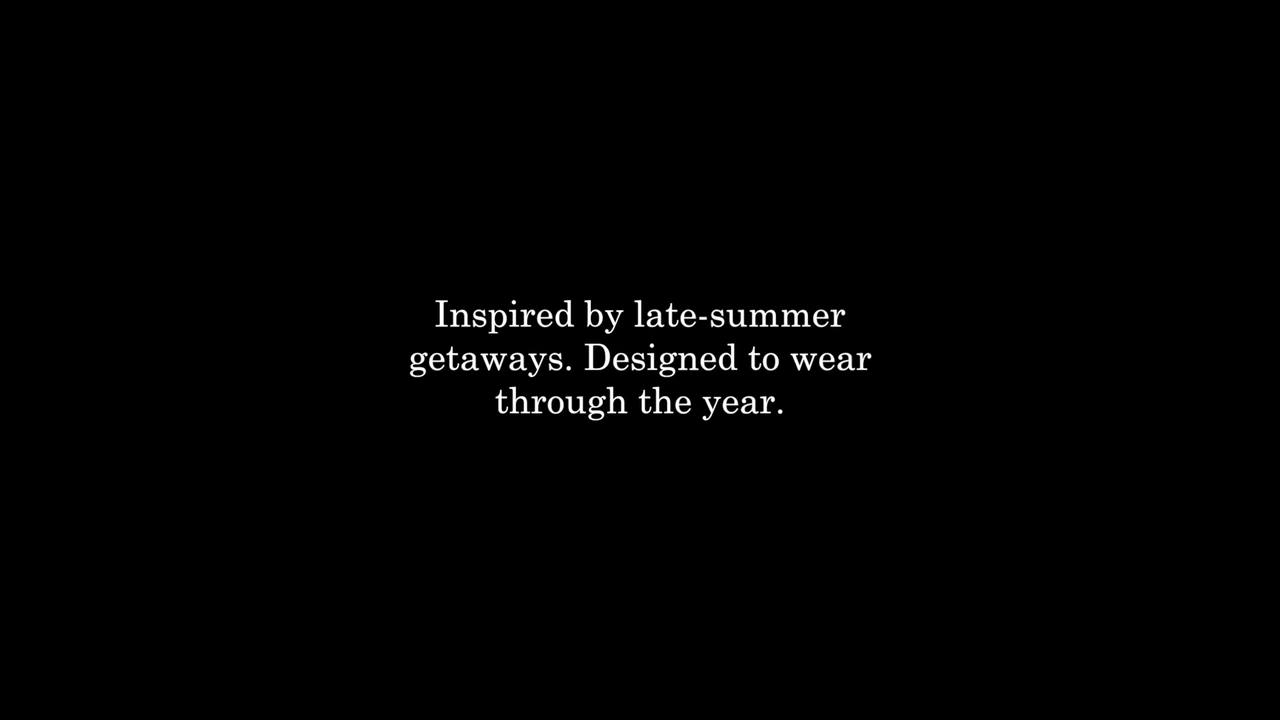 Inspired by late-summer
getaways. Designed to wear
through the year.